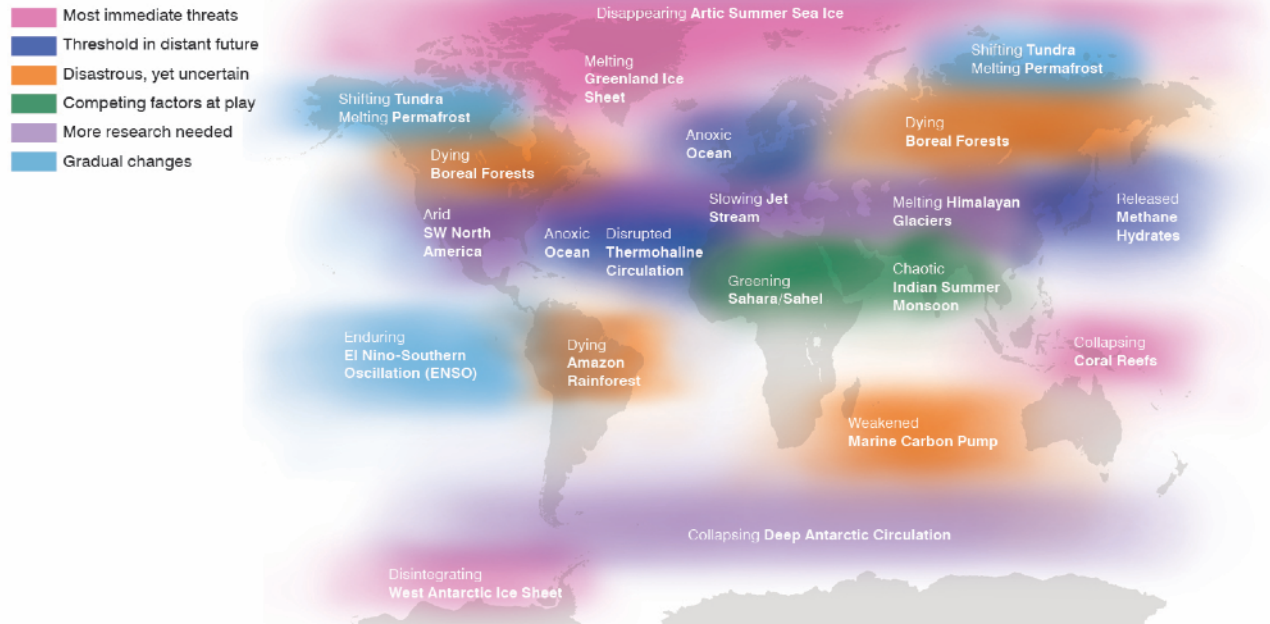 Most immediate threats
Threshold in distant future
Disastrous, yet uncertain
Competing factors at play
More research needed
Gradual changes
Disappearing Artic Summer Sea Ice
Melting
Greenland Ice
Sheet
Shifting Tundra
Melting Permafrost
Shifting Tundra
Melting Permafrost
Dying
Boreal Forests
Anoxic
Ocean
Dying
Boreal Forests
Arid
SW North
America
Anoxic
Ocean
Disrupted
Thermohaline
Circulation
Slowing Jet
Stream
Melting Himalayan
Glaciers
Released
Methane
Hydrates
Greening
Sahara/Sahel
Chaotic
Indian Summer
Monsoon
Enduring
El Nino-Southern
Oscillation (ENSO)
Dying
Amazon
Rainforest
Collapsing
Coral Reefs
Weakened
Marine Carbon Pump
Collapsing Deep Antarctic Circulation
Disintegrating
West Antarctic Ice Sheet